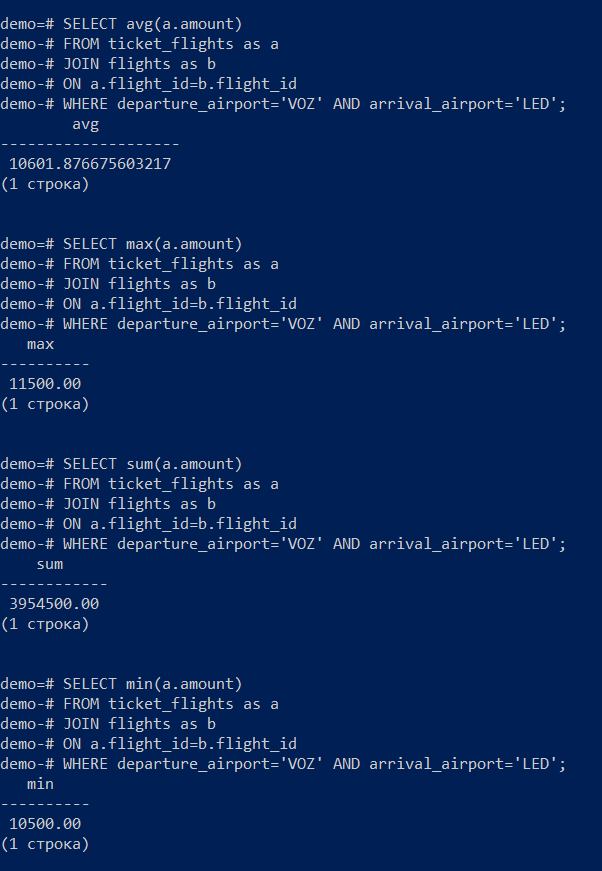 demo=# SELECT avg(a.amount)
demo-# FROM ticket_flights as a
demo-# JOIN flights as b
demo-# ON a.flight_id=b.flight_id
demo-# WHERE departure_airport='VOZ' AND arrival_airport='LED';
        avg
--------------------
 10601.876675603217
(1 строка)

demo=# SELECT max(a.amount)
demo-# FROM ticket_flights as a
demo-# JOIN flights as b
demo-# ON a.flight_id=b.flight_id
demo-# WHERE departure_airport='VOZ' AND arrival_airport='LED';
   max
----------
 11500.00
(1 строка)

demo=# SELECT sum(a.amount)
demo-# FROM ticket_flights as a
demo-# JOIN flights as b
demo-# ON a.flight_id=b.flight_id
demo-# WHERE departure_airport='VOZ' AND arrival_airport='LED';
    sum
------------
 3954500.00
(1 строка)

demo=# SELECT min(a.amount)
demo-# FROM ticket_flights as a
demo-# JOIN flights as b
demo-# ON a.flight_id=b.flight_id
demo-# WHERE departure_airport='VOZ' AND arrival_airport='LED';
   min
----------
 10500.00
(1 строка)